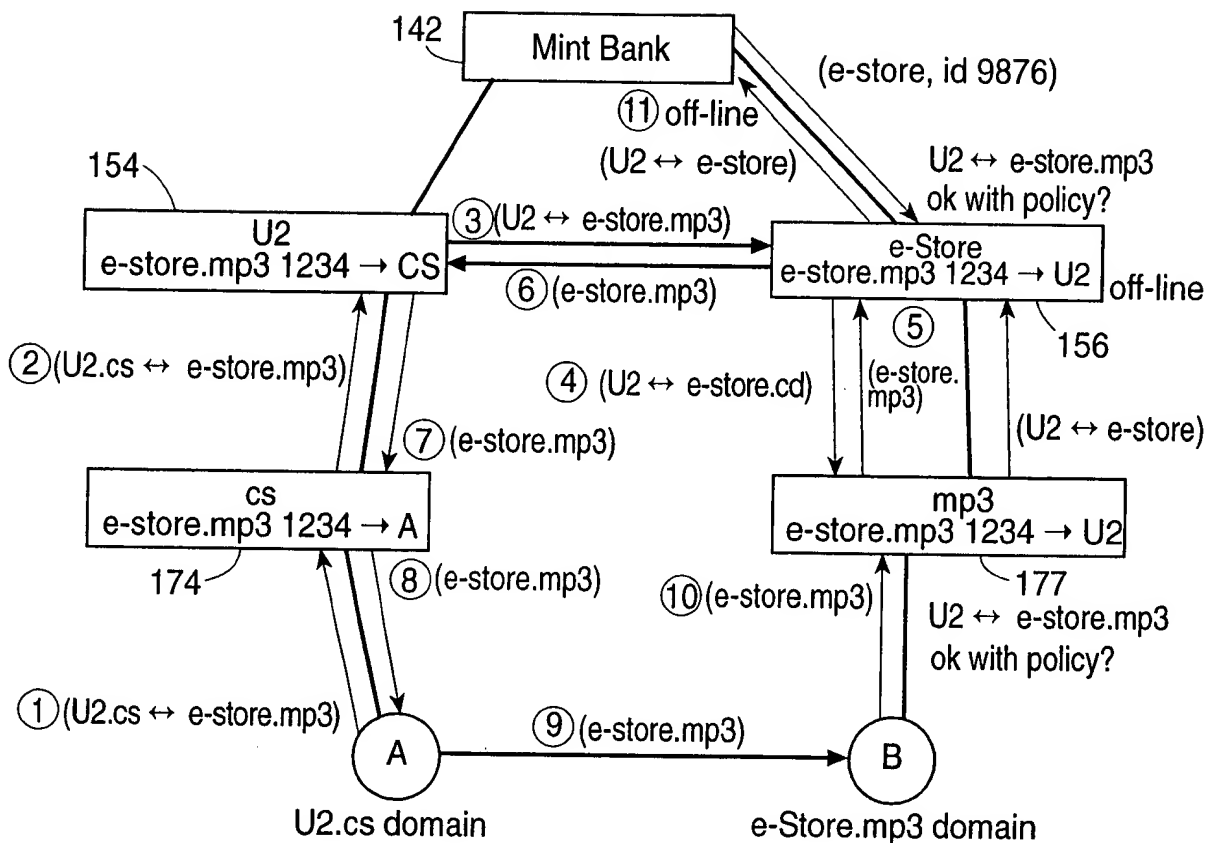 142
Mint Bank
(e-store, id 9876)
⑪ off-line
(U2 ↔ e-store)
U2 ↔ e-store.mp3
ok with policy?
154
U2
e-store.mp3 1234 → CS
③ (U2 ↔ e-store.mp3)
⑥ (e-store.mp3)
e-Store
e-store.mp3 1234 → U2
off-line
156
② (U2.cs ↔ e-store.mp3)
④ (U2 ↔ e-store.cd)
⑤
(e-store.
mp3)
(U2 ↔ e-store)
⑦ (e-store.mp3)
cs
e-store.mp3 1234 → A
174
mp3
e-store.mp3 1234 → U2
177
⑧ (e-store.mp3)
⑩ (e-store.mp3)
U2 ↔ e-store.mp3
ok with policy?
① (U2.cs ↔ e-store.mp3)
⑨ (e-store.mp3)
A
B
U2.cs domain
e-Store.mp3 domain